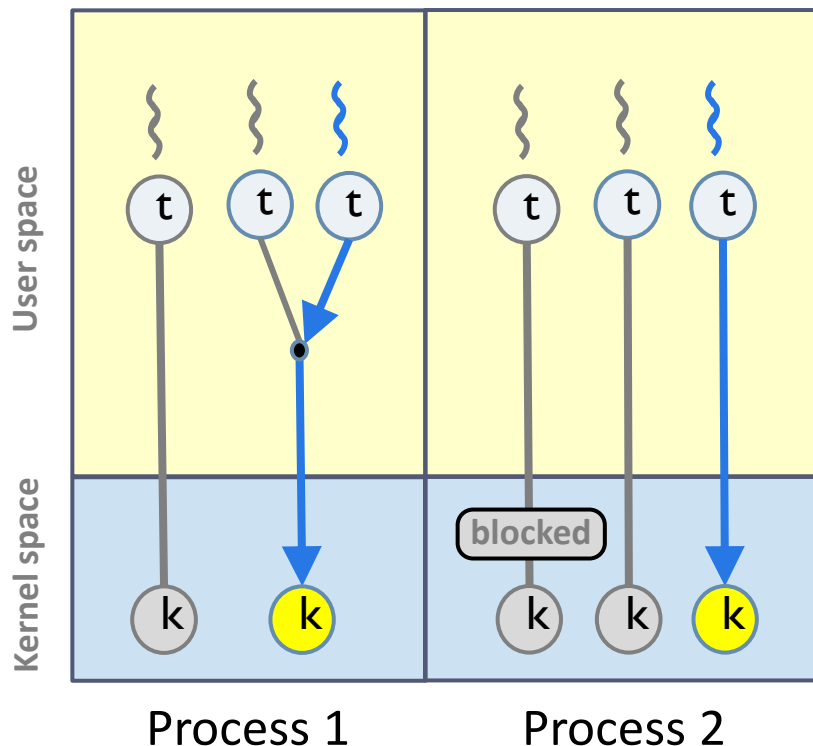 User space
t
t
t
t
t
t
Kernel space
blocked
k
k
k
k
k
Process 1
Process 2